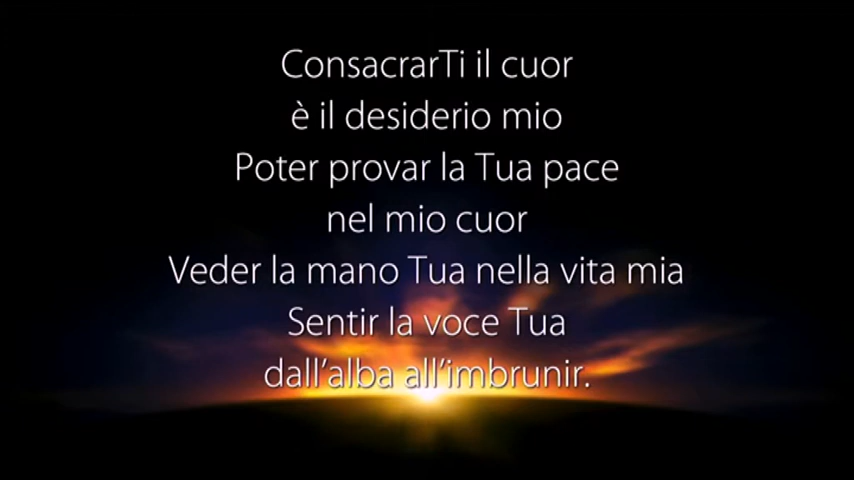 ConsacrarTi il cuor
è il desiderio mio
Poter provar la Tua pace
nel mio cuor
Veder la mano Tua nella vita mia
Sentir la voce Tua
dall’alba all’imbrunir.